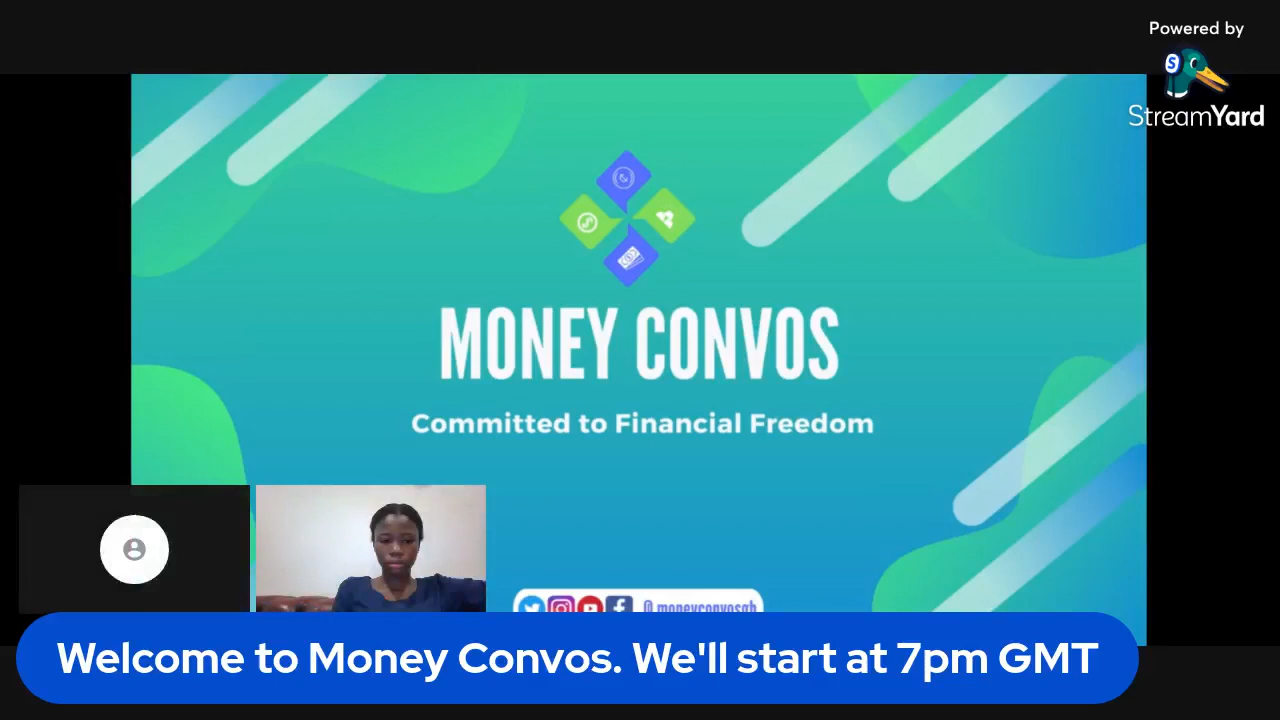 Powered by
StreamYard
MONEY CONVOS
Committed to Financial Freedom
@moneyconvosgh
Welcome to Money Convos. We'll start at 7pm GMT